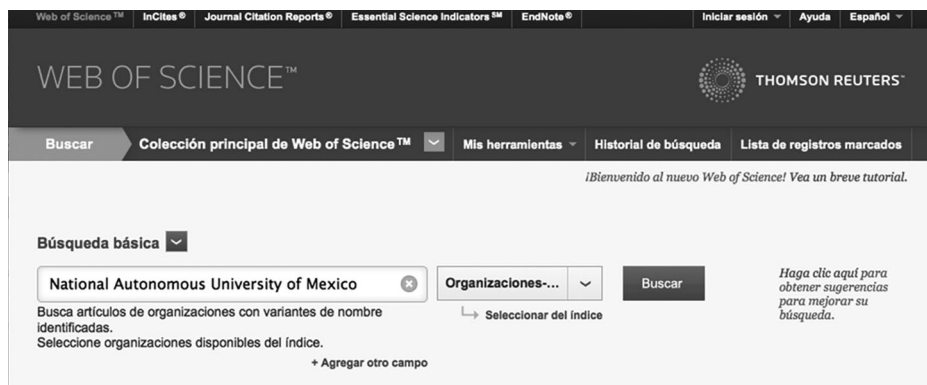 Web of Science™ InCites® Journal Citation Reports® Essential Science Indicators℠ EndNote® Iniciar sesión Ayuda Español
WEB OF SCIENCE™ THOMSON REUTERS™
Buscar Colección principal de Web of Science™ Mis herramientas Historial de búsqueda Lista de registros marcados
¡Bienvenido al nuevo Web of Science! Vea un breve tutorial.
Búsqueda básica
National Autonomous University of Mexico Organizaciones-... Buscar
Busca artículos de organizaciones con variantes de nombre
identificadas.
Seleccione organizaciones disponibles del índice.
Seleccionar del índice
+ Agregar otro campo
Haga clic aquí para
obtener sugerencias
para mejorar su
búsqueda.